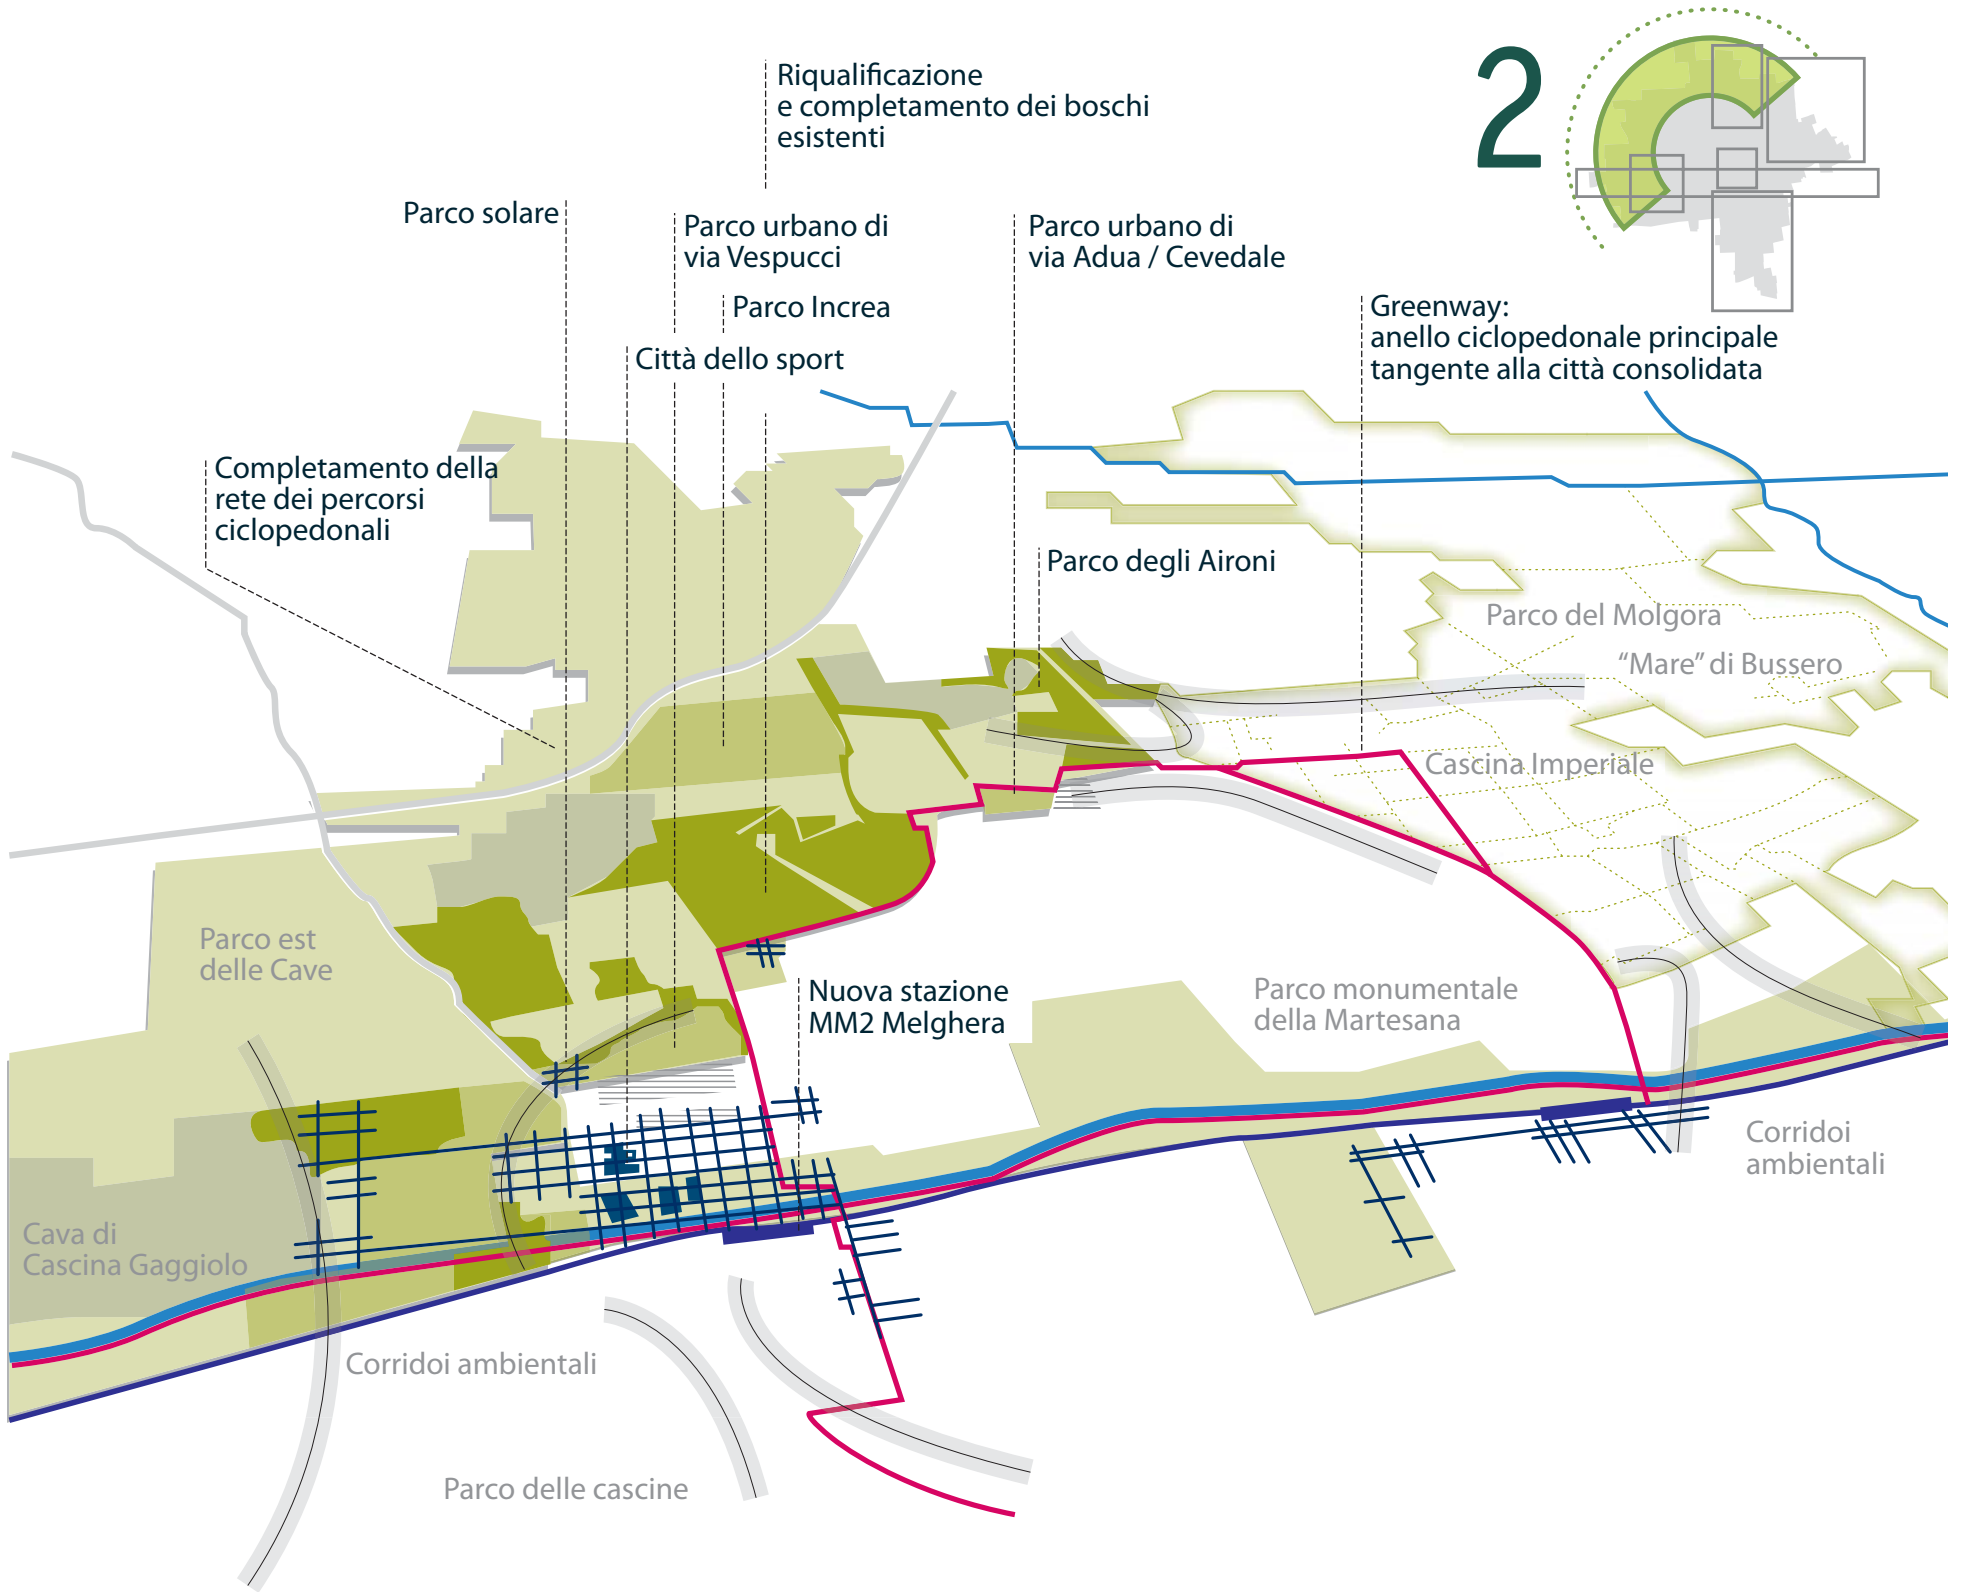 2
Riqualificazione
e completamento dei boschi
esistenti
Parco solare
Parco urbano di
via Vespucci
Parco urbano di
via Adua / Cevedale
Parco Increa
Greenway:
anello ciclopedonale principale
tangente alla città consolidata
Città dello sport
Completamento della
rete dei percorsi
ciclopedonali
Parco degli Aironi
Parco del Molgora
“Mare” di Bussero
Cascina Imperiale
Parco est
delle Cave
Nuova stazione
MM2 Melghera
Parco monumentale
della Martesana
Corridoi
ambientali
Cava di
Cascina Gaggiolo
Corridoi ambientali
Parco delle cascine